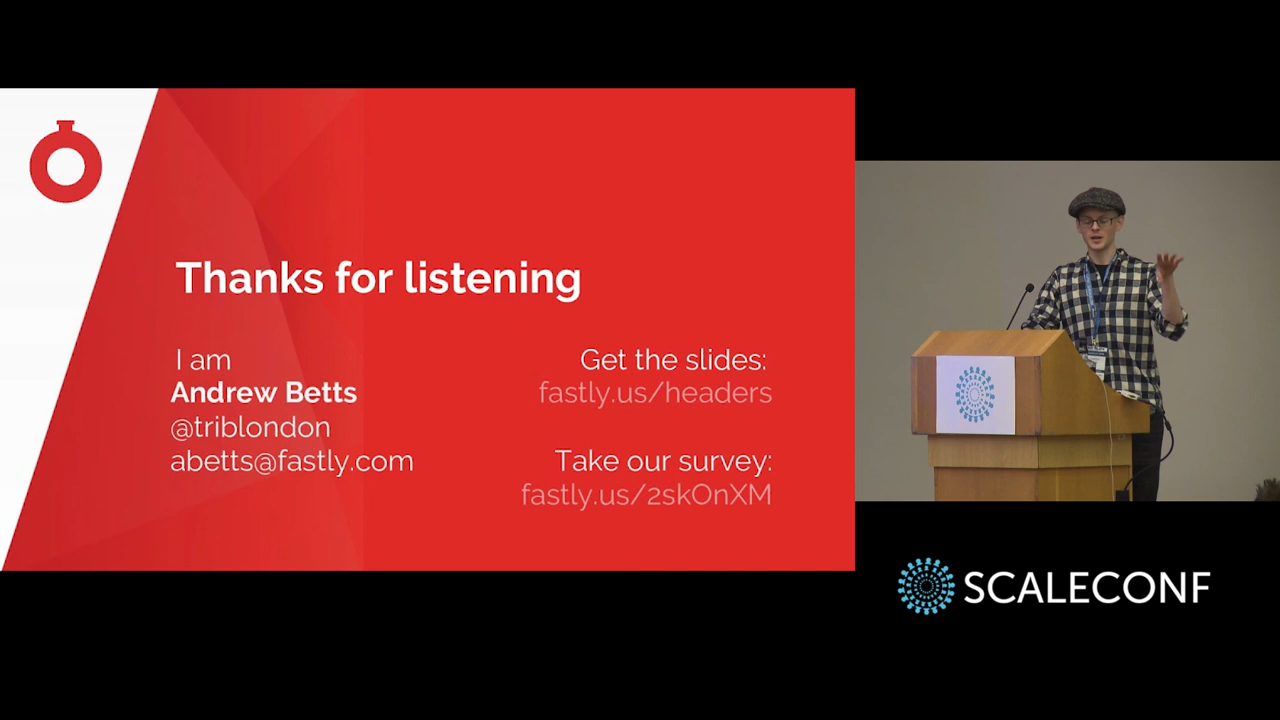 Thanks for listening
I am
Andrew Betts
@triblondon
abetts@fastly.com
Get the slides:
fastly.us/headers
Take our survey:
fastly.us/2skOnXM
SCALECONF